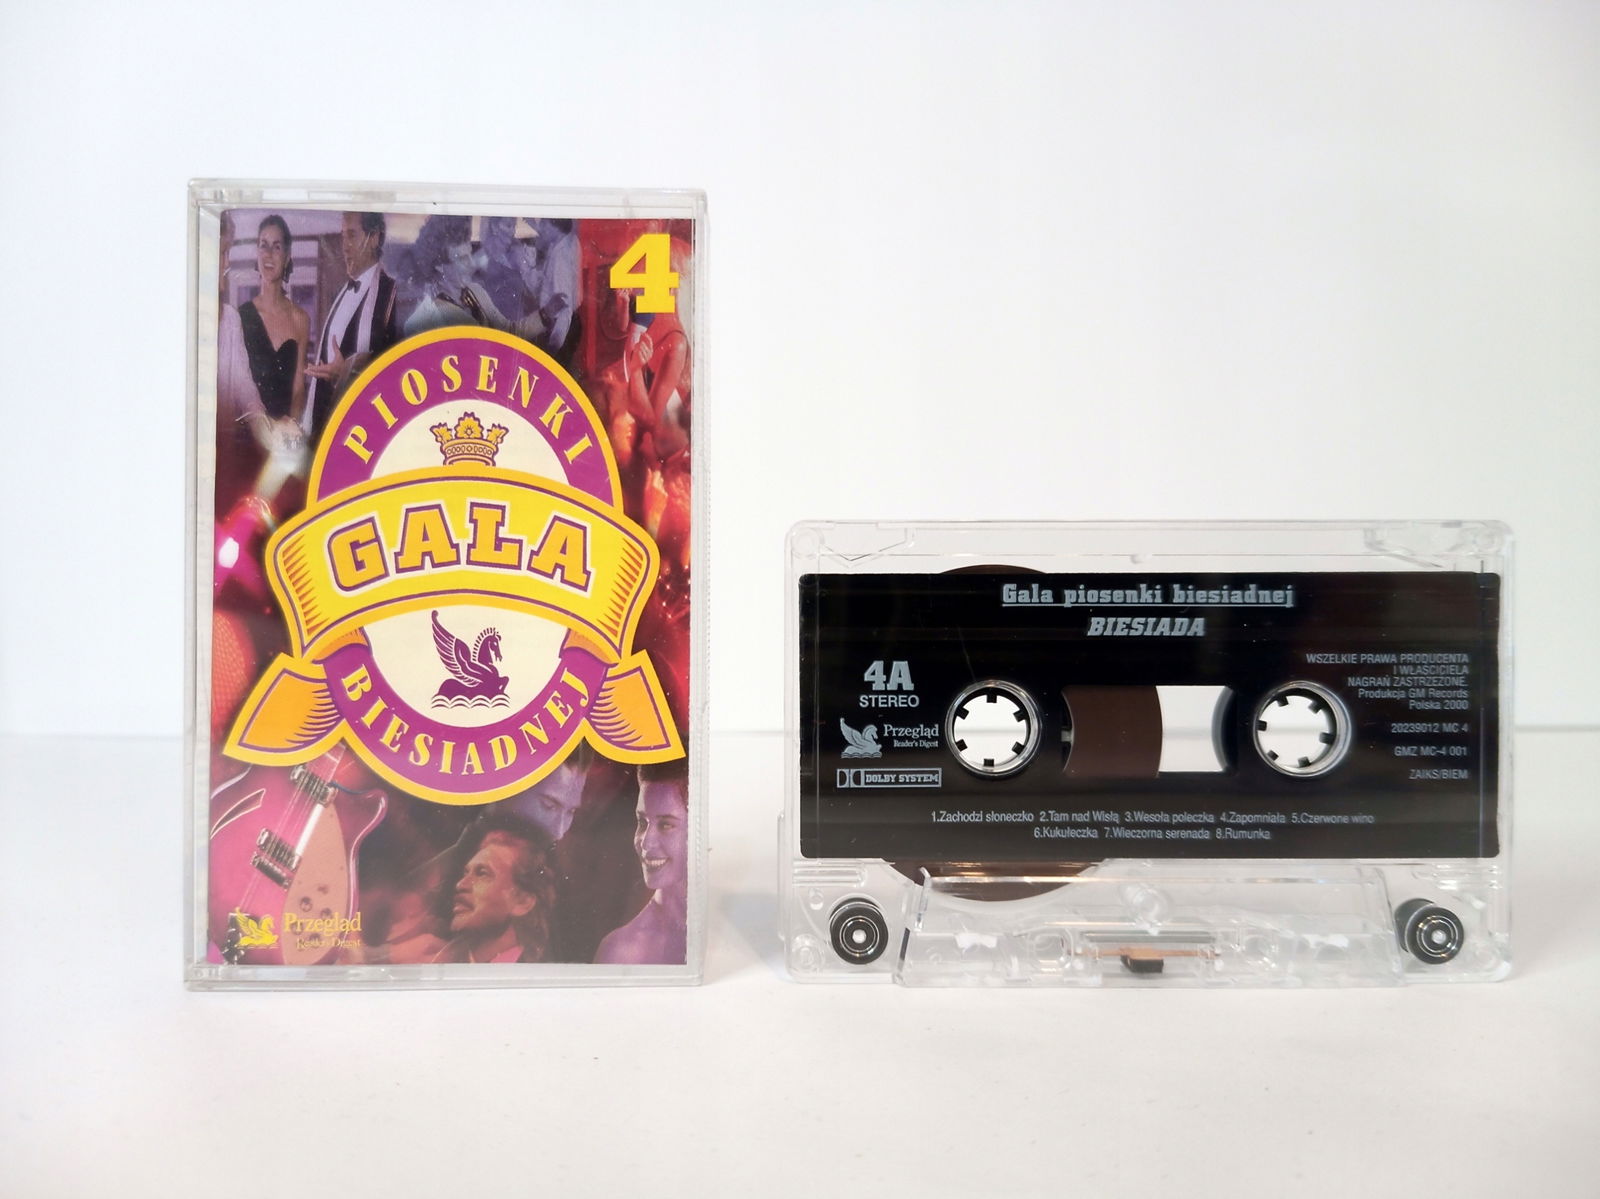 4
PIOSENKI
GALA
BIESIADNEJ
Przegląd
Reader's Digest
Gala piosenki biesiadnej
BIESIADA
4A
STEREO
Przegląd
Reader's Digest
DOLBY SYSTEM
WSZELKIE PRAWA PRODUCENTA
I WŁAŚCICIELA
NAGRAŃ ZASTRZEŻONE.
Produkcja GM Records
Polska 2000
20239012 MC 4
GMZ MC-4 001
ZAIKS/BIEM
1.Zachodzi słoneczko 2.Tam nad Wisłą 3.Wesoła poleczka 4.Zapomniała 5.Czerwone wino
6.Kukułeczka 7.Wieczorna serenada 8.Rumunka